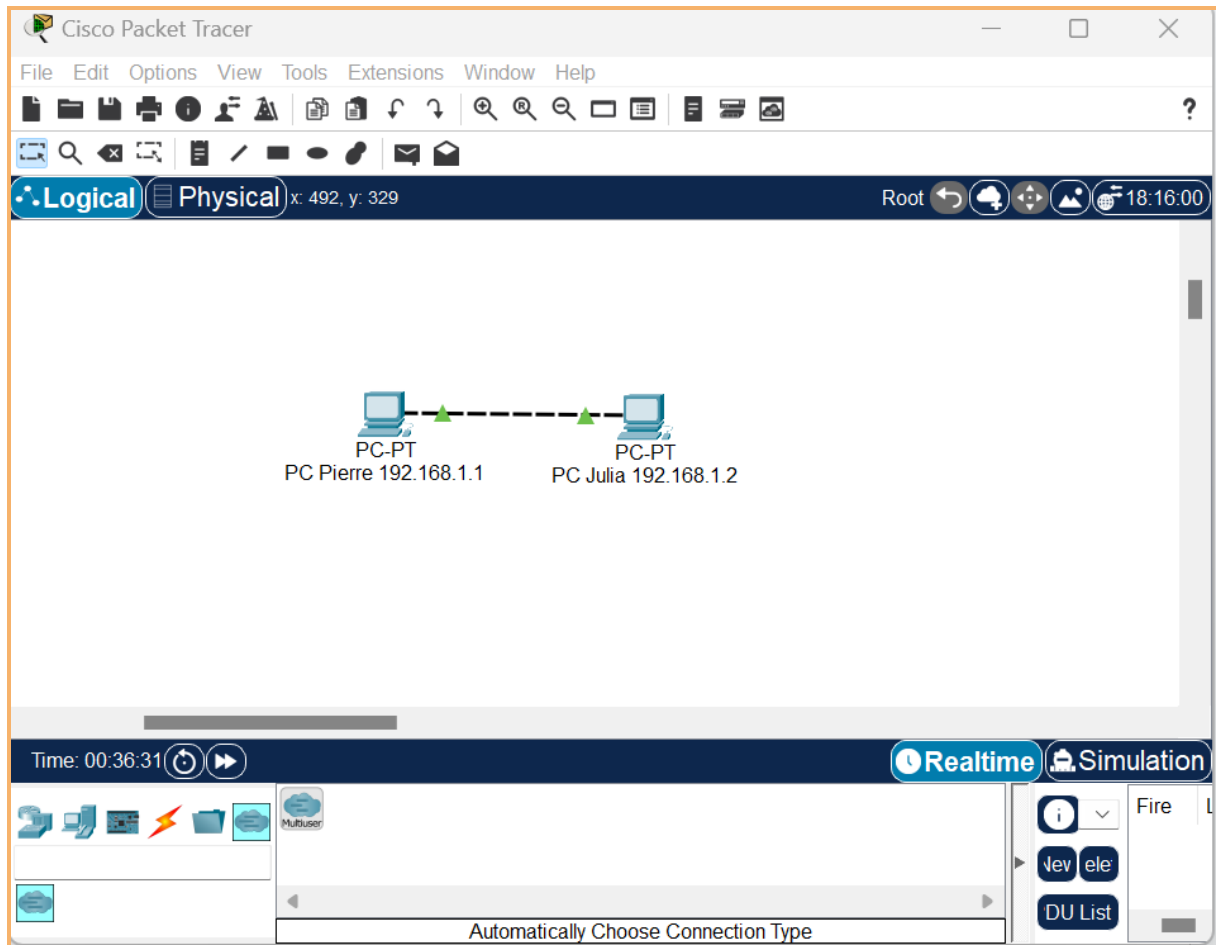 Cisco Packet Tracer
File Edit Options View Tools Extensions Window Help
?
Logical Physical x: 492, y: 329 Root 18:16:00
PC-PT
PC Pierre 192.168.1.1
PC-PT
PC Julia 192.168.1.2
Time: 00:36:31 Realtime Simulation
Multiuser
Fire L
ele
DU List
Automatically Choose Connection Type